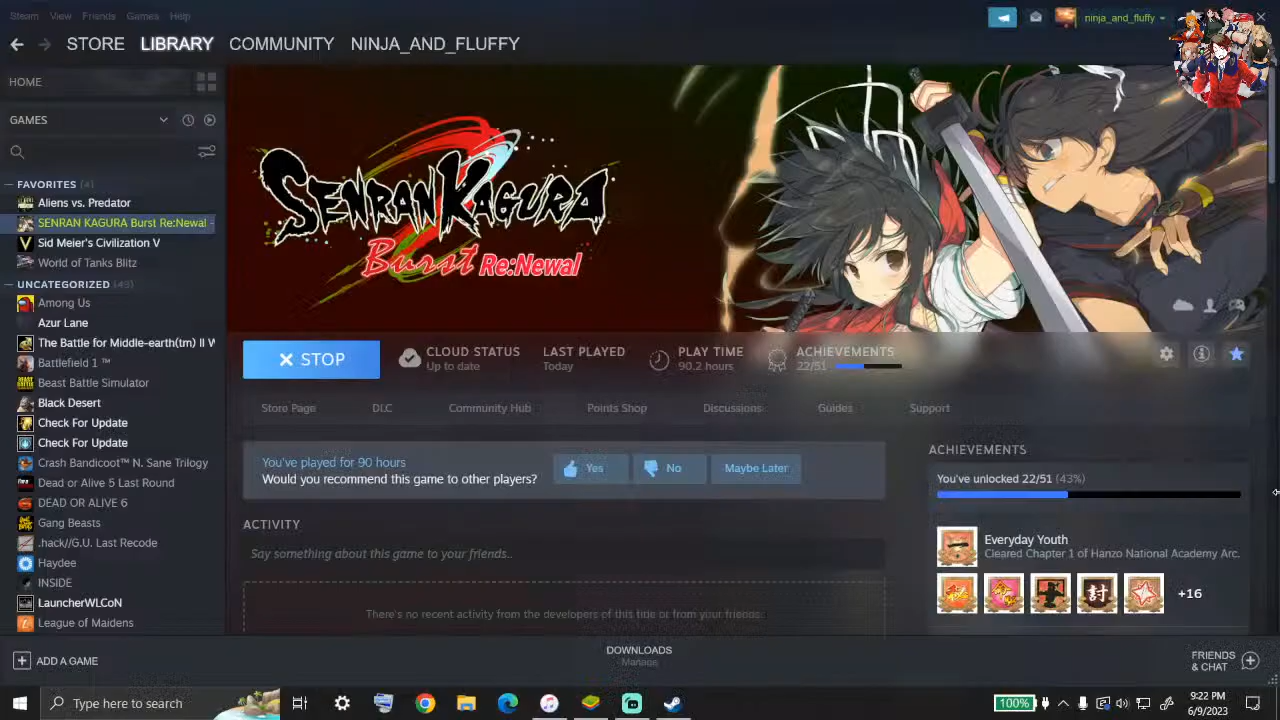 Steam View Friends Games Help
ninja_and_fluffy
STORE LIBRARY COMMUNITY NINJA_AND_FLUFFY
HOME
GAMES
FAVORITES (4)
Aliens vs. Predator
SENRAN KAGURA Burst Re:Newal -
Sid Meier's Civilization V
World of Tanks Blitz
UNCATEGORIZED (49)
Among Us
Azur Lane
The Battle for Middle-earth(tm) II W
Battlefield 1 ™
Beast Battle Simulator
Black Desert
Check For Update
Check For Update
Crash Bandicoot™ N. Sane Trilogy
Dead or Alive 5 Last Round
DEAD OR ALIVE 6
Gang Beasts
.hack//G.U. Last Recode
Haydee
INSIDE
LauncherWLCoN
League of Maidens
ADD A GAME
SENRAN KAGURA
Burst Re:Newal
STOP
CLOUD STATUS
Up to date
LAST PLAYED
Today
PLAY TIME
90.2 hours
ACHIEVEMENTS
22/51
Store Page DLC Community Hub Points Shop Discussions Guides Support
You've played for 90 hours
Would you recommend this game to other players?
Yes No Maybe Later
ACTIVITY
Say something about this game to your friends..
There's no recent activity from the developers of this title or from your friends.
ACHIEVEMENTS
You've unlocked 22/51 (43%)
Everyday Youth
Cleared Chapter 1 of Hanzo National Academy Arc.
討
+16
DOWNLOADS
Manage
FRIENDS
& CHAT
Type here to search
100%
9:22 PM
6/9/2023